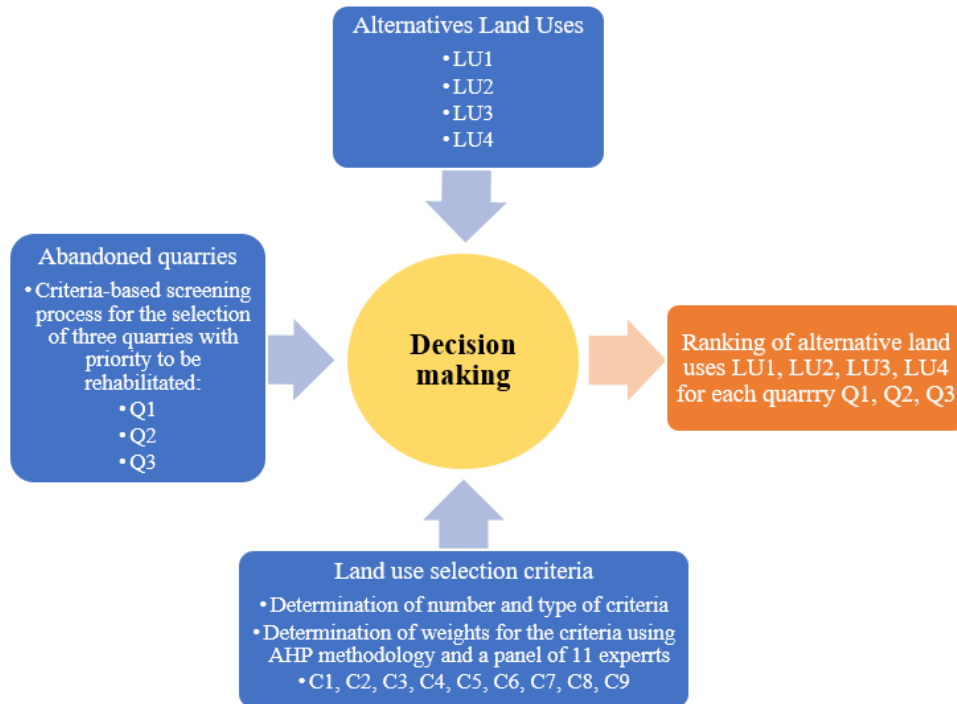 Alternatives Land Uses
•LU1
•LU2
•LU3
•LU4
Abandoned quarries
•Criteria-based screening
process for the selection
of three quarries with
priority to be
rehabilitated:
•Q1
•Q2
•Q3
Decision
making
Ranking of alternative land
uses LU1, LU2, LU3, LU4
for each quarrry Q1, Q2, Q3
Land use selection criteria
•Determination of number and type of criteria
•Determination of weights for the criteria using
AHP methodology and a panel of 11 experrts
•C1, C2, C3, C4, C5, C6, C7, C8, C9